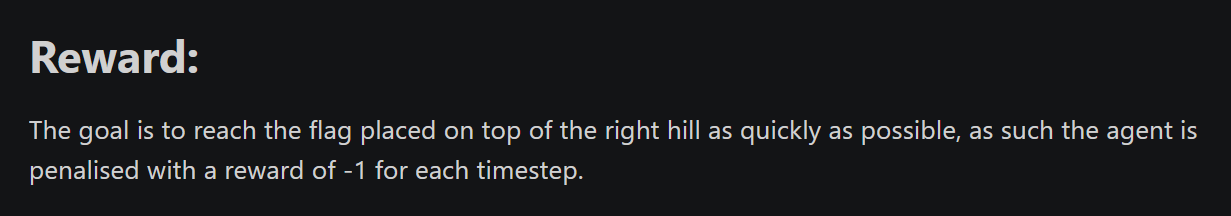 Reward:
The goal is to reach the flag placed on top of the right hill as quickly as possible, as such the agent is
penalised with a reward of -1 for each timestep.